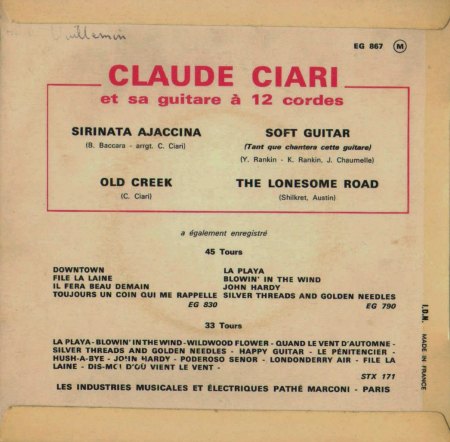 EG 867 M
CLAUDE CIARI
et sa guitare à 12 cordes
SIRINATA AJACCINA
(B. Baccara - arrgt. C. Ciari)
SOFT GUITAR
(Tant que chantera cette guitare)
(Y. Rankin - K. Rankin, J. Chaumelle)
OLD CREEK
(C. Ciari)
THE LONESOME ROAD
(Shilkret, Austin)
a également enregistré
45 Tours
DOWNTOWN
FILE LA LAINE
IL FERA BEAU DEMAIN
TOUJOURS UN COIN QUI ME RAPPELLE
EG 830
LA PLAYA
BLOWIN' IN THE WIND
JOHN HARDY
SILVER THREADS AND GOLDEN NEEDLES
EG 790
33 Tours
LA PLAYA - BLOWIN' IN THE WIND - WILDWOOD FLOWER - QUAND LE VENT D'AUTOMNE -
SILVER THREADS AND GOLDEN NEEDLES - HAPPY GUITAR - LE PÉNITENCIER -
HUSH-A-BYE - JOHN HARDY - PODEROSO SENOR - LONDONDERRY AIR - FILE LA
LAINE - DIS-MOI D'OÙ VIENT LE VENT -
STX 171
LES INDUSTRIES MUSICALES ET ÉLECTRIQUES PATHÉ MARCONI - PARIS
I.D.N. MADE IN FRANCE